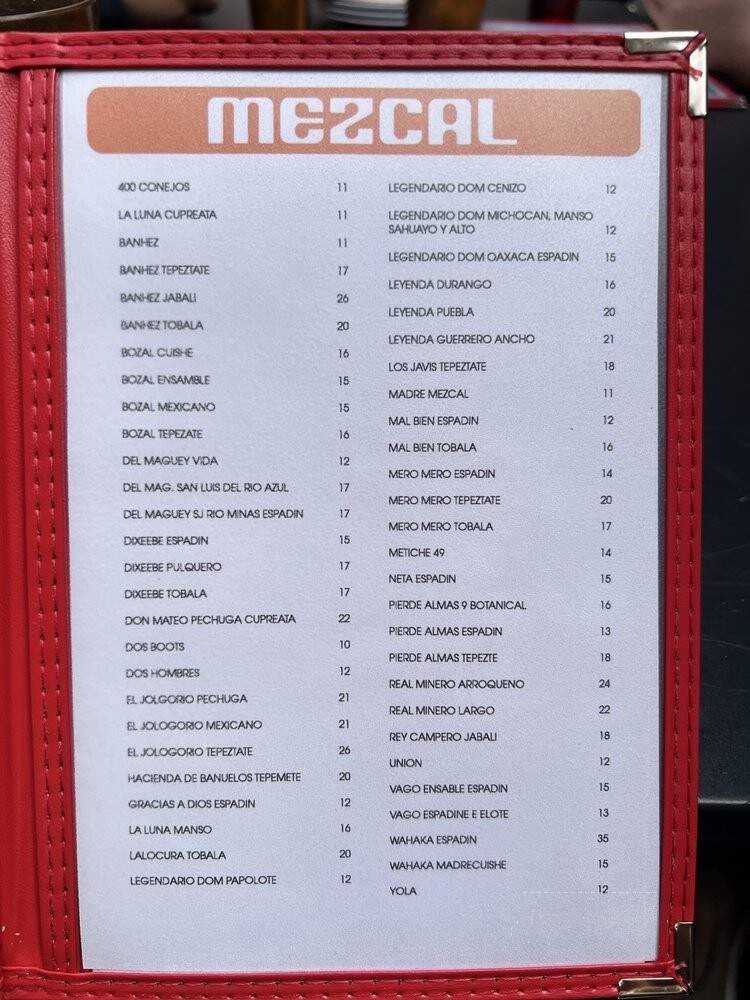 MEZCAL
400 CONEJOS 11
LA LUNA CUPREATA 11
BANHEZ 11
BANHEZ TEPEZTATE 17
BANHEZ JABALI 26
BANHEZ TOBALA 20
BOZAL CUISHE 16
BOZAL ENSAMBLE 15
BOZAL MEXICANO 15
BOZAL TEPEZATE 16
DEL MAGUEY VIDA 12
DEL MAG. SAN LUIS DEL RIO AZUL 17
DEL MAGUEY SJ RIO MINAS ESPADIN 17
DIXEEBE ESPADIN 15
DIXEEBE PULQUERO 17
DIXEEBE TOBALA 17
DON MATEO PECHUGA CUPREATA 22
DOS BOOTS 10
DOS HOMBRES 12
EL JOLGORIO PECHUGA 21
EL JOLOGORIO MEXICANO 21
EL JOLOGORIO TEPEZTATE 26
HACIENDA DE BANUELOS TEPEMETE 20
GRACIAS A DIOS ESPADIN 12
LA LUNA MANSO 16
LALOCURA TOBALA 20
LEGENDARIO DOM PAPOLOTE 12
LEGENDARIO DOM CENIZO 12
LEGENDARIO DOM MICHOCAN, MANSO
SAHUAYO Y ALTO 12
LEGENDARIO DOM OAXACA ESPADIN 15
LEYENDA DURANGO 16
LEYENDA PUEBLA 20
LEYENDA GUERRERO ANCHO 21
LOS JAVIS TEPEZTATE 18
MADRE MEZCAL 11
MAL BIEN ESPADIN 12
MAL BIEN TOBALA 16
MERO MERO ESPADIN 14
MERO MERO TEPEZTATE 20
MERO MERO TOBALA 17
METICHE 49 14
NETA ESPADIN 15
PIERDE ALMAS 9 BOTANICAL 16
PIERDE ALMAS ESPADIN 13
PIERDE ALMAS TEPEZTE 18
REAL MINERO ARROQUENO 24
REAL MINERO LARGO 22
REY CAMPERO JABALI 18
UNION 12
VAGO ENSABLE ESPADIN 15
VAGO ESPADINE E ELOTE 13
WAHAKA ESPADIN 35
WAHAKA MADRECUISHE 15
YOLA 12